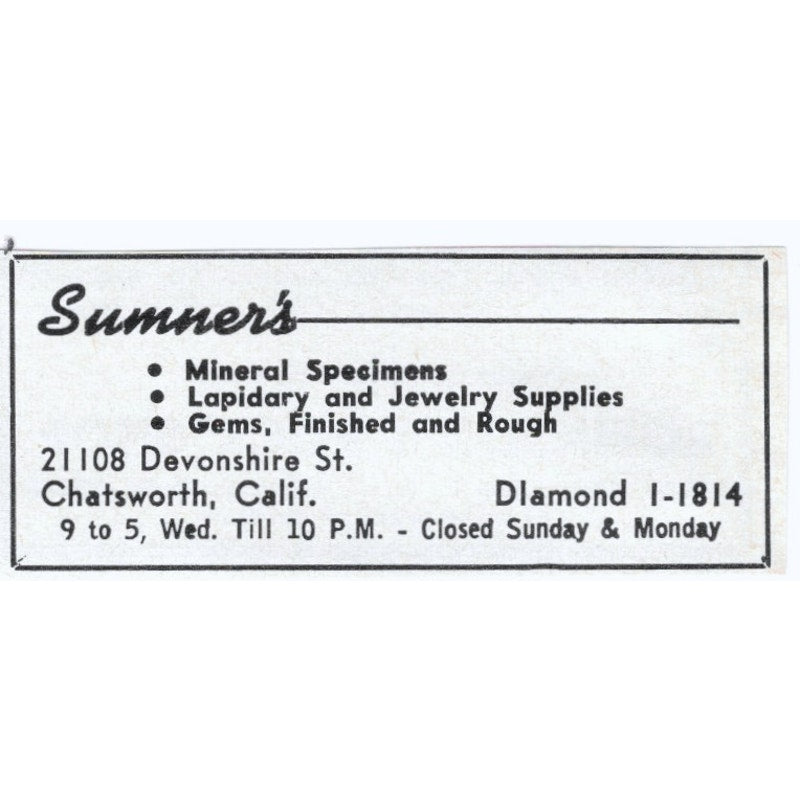 Sumner's
• Mineral Specimens
• Lapidary and Jewelry Supplies
• Gems, Finished and Rough
21108 Devonshire St.
Chatsworth, Calif. DIamond 1-1814
9 to 5, Wed. Till 10 P.M. - Closed Sunday & Monday